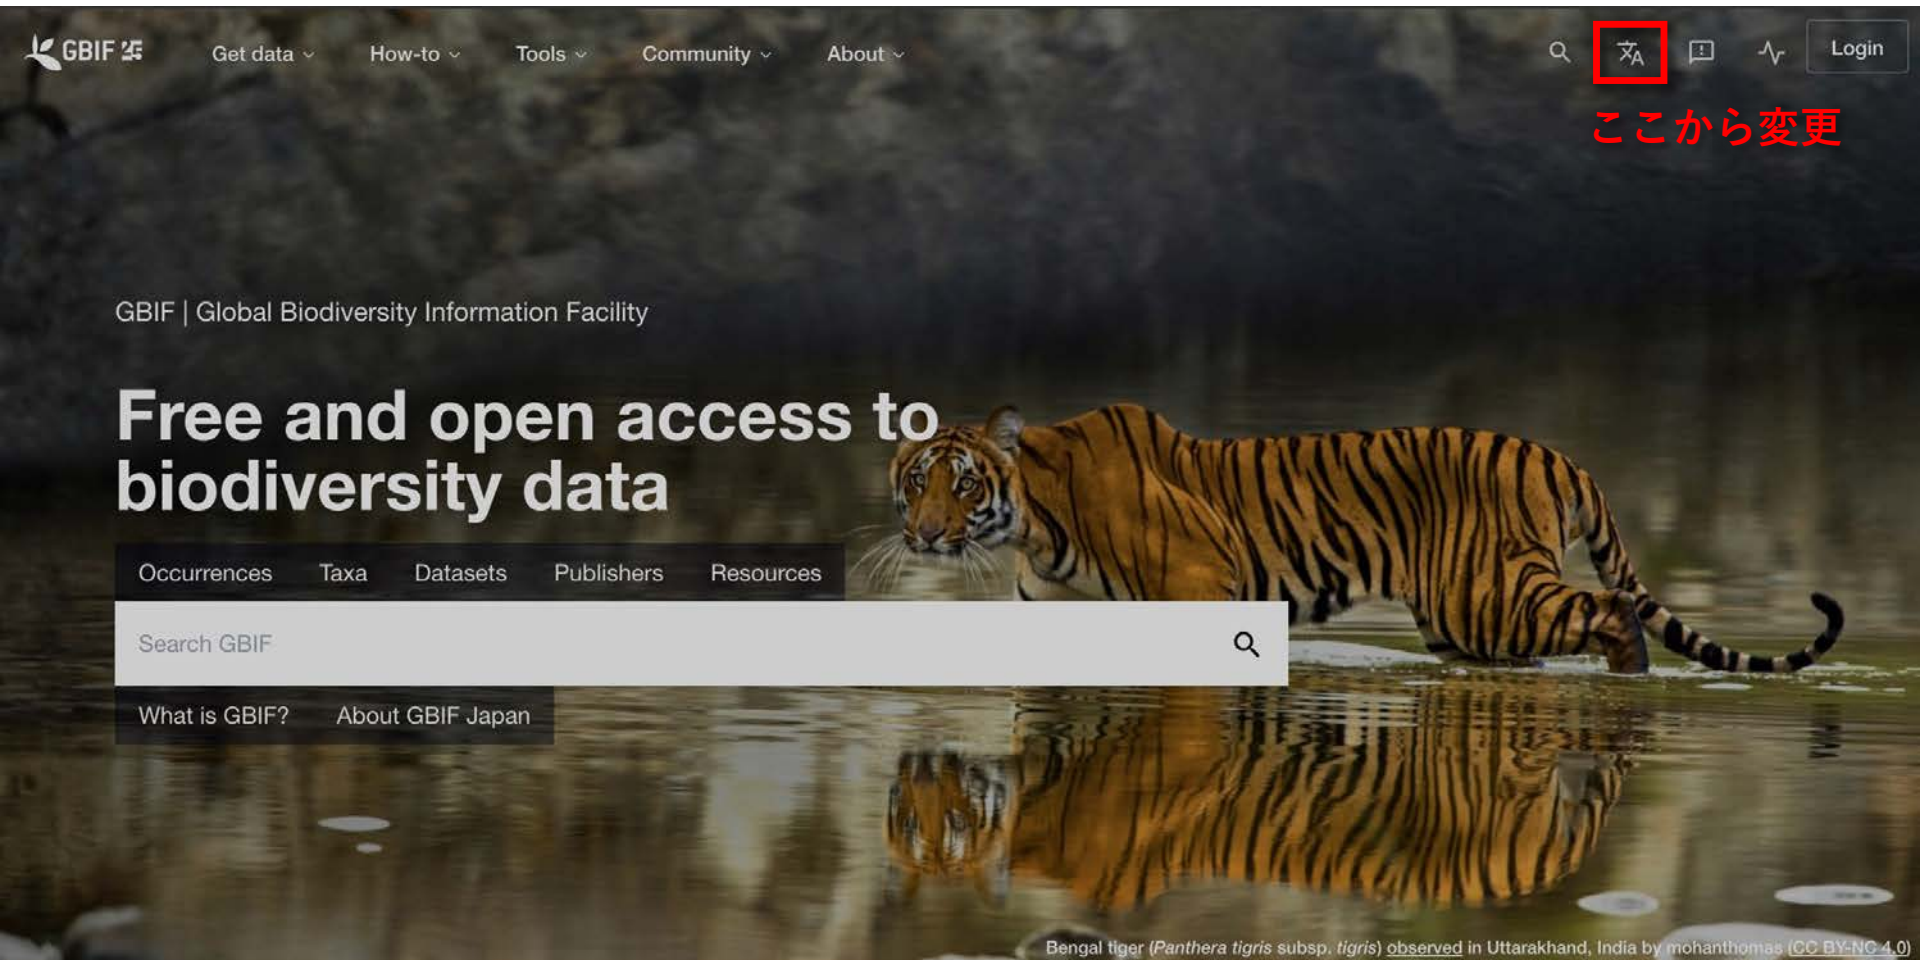 GBIF
Get data
How-to
Tools
Community
About
Login
ここから変更
GBIF | Global Biodiversity Information Facility
Free and open access to
biodiversity data
Occurrences
Taxa
Datasets
Publishers
Resources
Search GBIF
What is GBIF?
About GBIF Japan
Bengal tiger (Panthera tigris subsp. tigris) observed in Uttarakhand, India by mohanthomas (CC BY-NC 4.0)